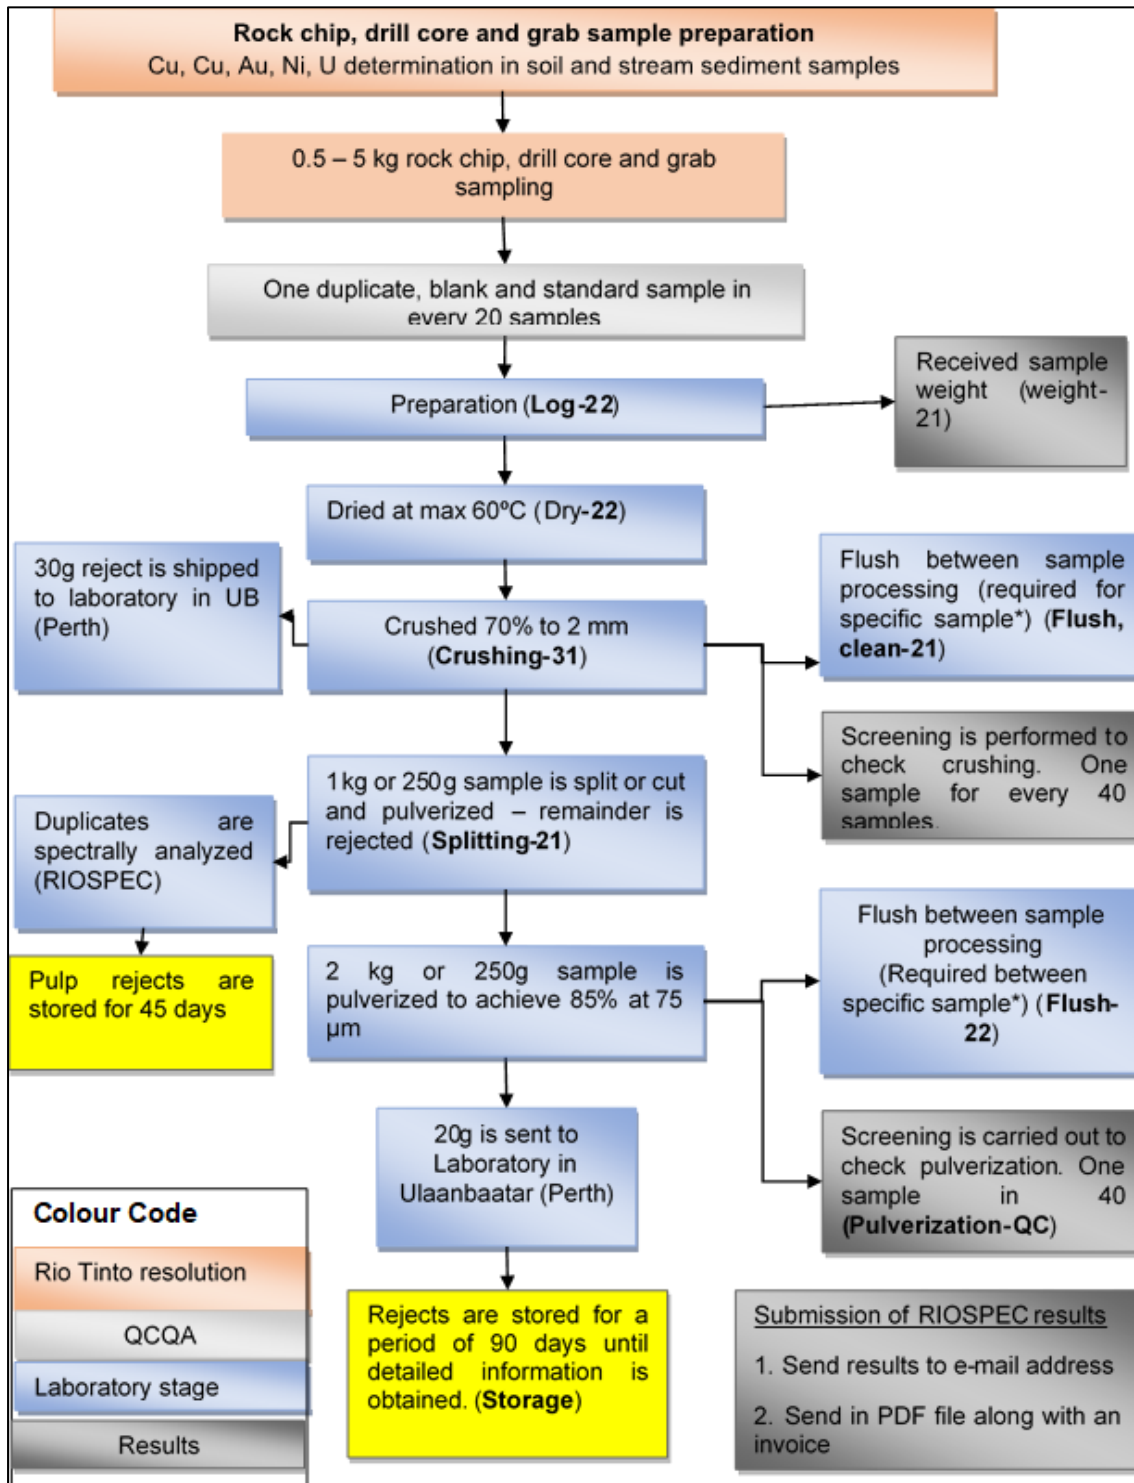 Rock chip, drill core and grab sample preparation
Cu, Cu, Au, Ni, U determination in soil and stream sediment samples
0.5 – 5 kg rock chip, drill core and grab
sampling
One duplicate, blank and standard sample in
every 20 samples
Preparation (Log-22)
Received sample
weight (weight-
21)
Dried at max 60ºC (Dry-22)
30g reject is shipped
to laboratory in UB
(Perth)
Crushed 70% to 2 mm
(Crushing-31)
Flush between sample
processing (required for
specific sample*) (Flush,
clean-21)
Screening is performed to
check crushing. One
sample for every 40
samples.
1kg or 250g sample is split or cut
and pulverized – remainder is
rejected (Splitting-21)
Duplicates are
spectrally analyzed
(RIOSPEC)
Pulp rejects are
stored for 45 days
2 kg or 250g sample is
pulverized to achieve 85% at 75
µm
Flush between sample
processing
(Required between
specific sample*) (Flush-
22)
20g is sent to
Laboratory in
Ulaanbaatar (Perth)
Screening is carried out to
check pulverization. One
sample in 40
(Pulverization-QC)
Rejects are stored for a
period of 90 days until
detailed information is
obtained. (Storage)
Submission of RIOSPEC results
1. Send results to e-mail address
2. Send in PDF file along with an
invoice
Colour Code
Rio Tinto resolution
QCQA
Laboratory stage
Results